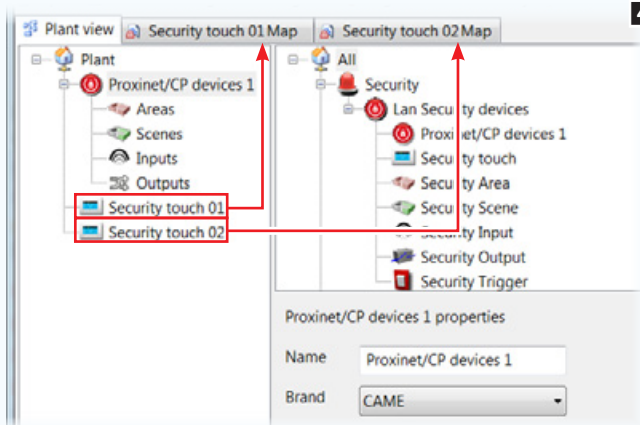 Plant view
Security touch 01 Map
Security touch 02 Map
4
Plant
Proxinet/CP devices 1
Areas
Scenes
Inputs
Outputs
Security touch 01
Security touch 02
All
Security
Lan Security devices
Proxinet/CP devices 1
Security touch
Security Area
Security Scene
Security Input
Security Output
Security Trigger
Proxinet/CP devices 1 properties
Name
Proxinet/CP devices 1
Brand
CAME